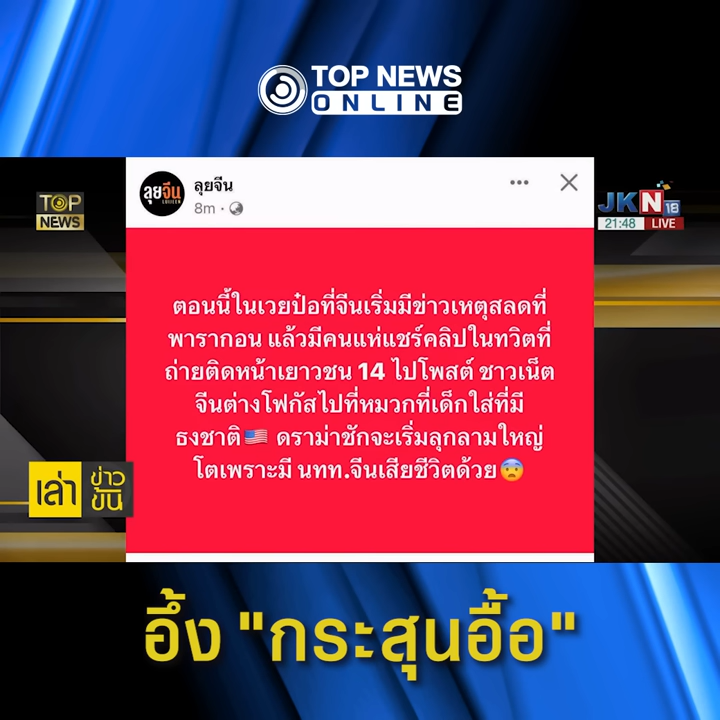 TOP NEWS
ONLINE
TOP
NEWS
ลุยจีน
LUIJEEN
ลุยจีน
8m
JKN18
21:48 LIVE
ตอนนี้ในเวยป๋อที่จีนเริ่มมีข่าวเหตุสลดที่
พารากอน แล้วมีคนแห่แชร์คลิปในทวิตที่
ถ่ายติดหน้าเยาวชน 14 ไปโพสต์ ชาวเน็ต
จีนต่างโฟกัสไปที่หมวกที่เด็กใส่ที่มี
ธงชาติ🇺🇸 ดราม่าชักจะเริ่มลุกลามใหญ่
โตเพราะมี นทท.จีนเสียชีวิตด้วย😨
เล่า ข่าว
ข้น
อึ้ง "กระสุนอื้อ"